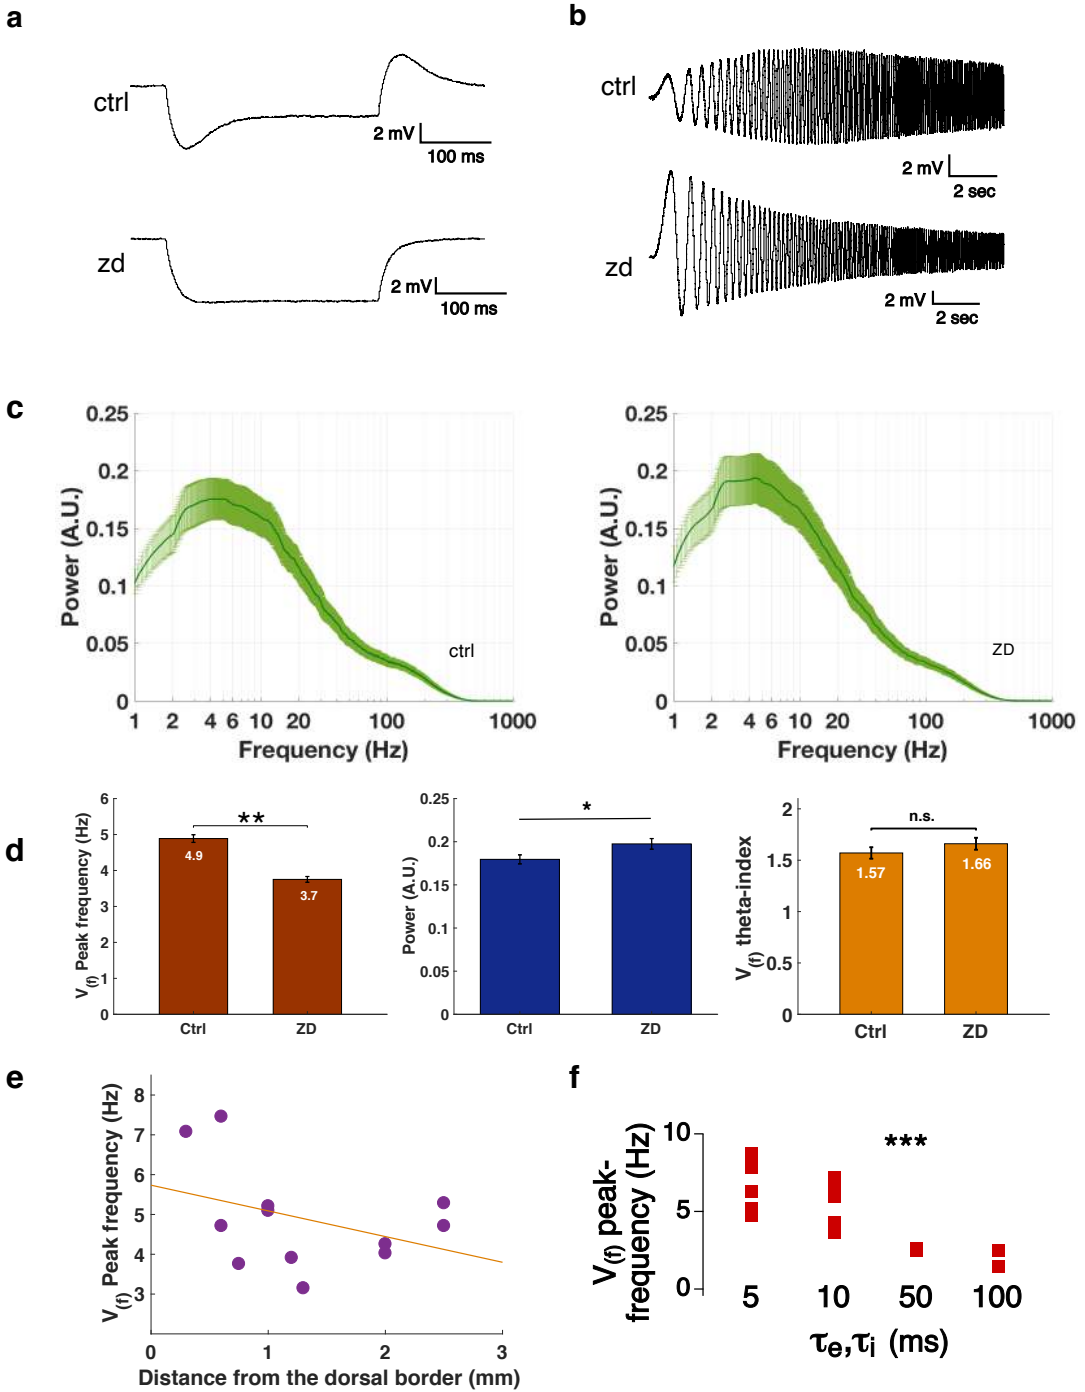 a
ctrl
2 mV
100 ms
zd
2 mV
100 ms
b
ctrl
2 mV
2 sec
zd
2 mV
2 sec
c
0.25
0.2
0.15
0.1
0.05
0
Power (A.U.)
ctrl
1 2 4 6 10 20 100 1000
Frequency (Hz)
0.25
0.2
0.15
0.1
0.05
0
Power (A.U.)
ZD
1 2 4 6 10 20 100 1000
Frequency (Hz)
d
6
5
4
3
2
1
0
V(f) Peak frequency (Hz)
**
4.9
3.7
Ctrl ZD
0.25
0.2
0.15
0.1
0.05
0
Power (A.U.)
*
Ctrl ZD
2
1.5
1
0.5
0
V(f) theta-index
n.s.
1.57
1.66
Ctrl ZD
e
8
7
6
5
4
3
V(f) Peak frequency (Hz)
0 1 2 3
Distance from the dorsal border (mm)
f
10
5
0
V(f) peak-
frequency (Hz)
***
5 10 50 100
τe,τi (ms)